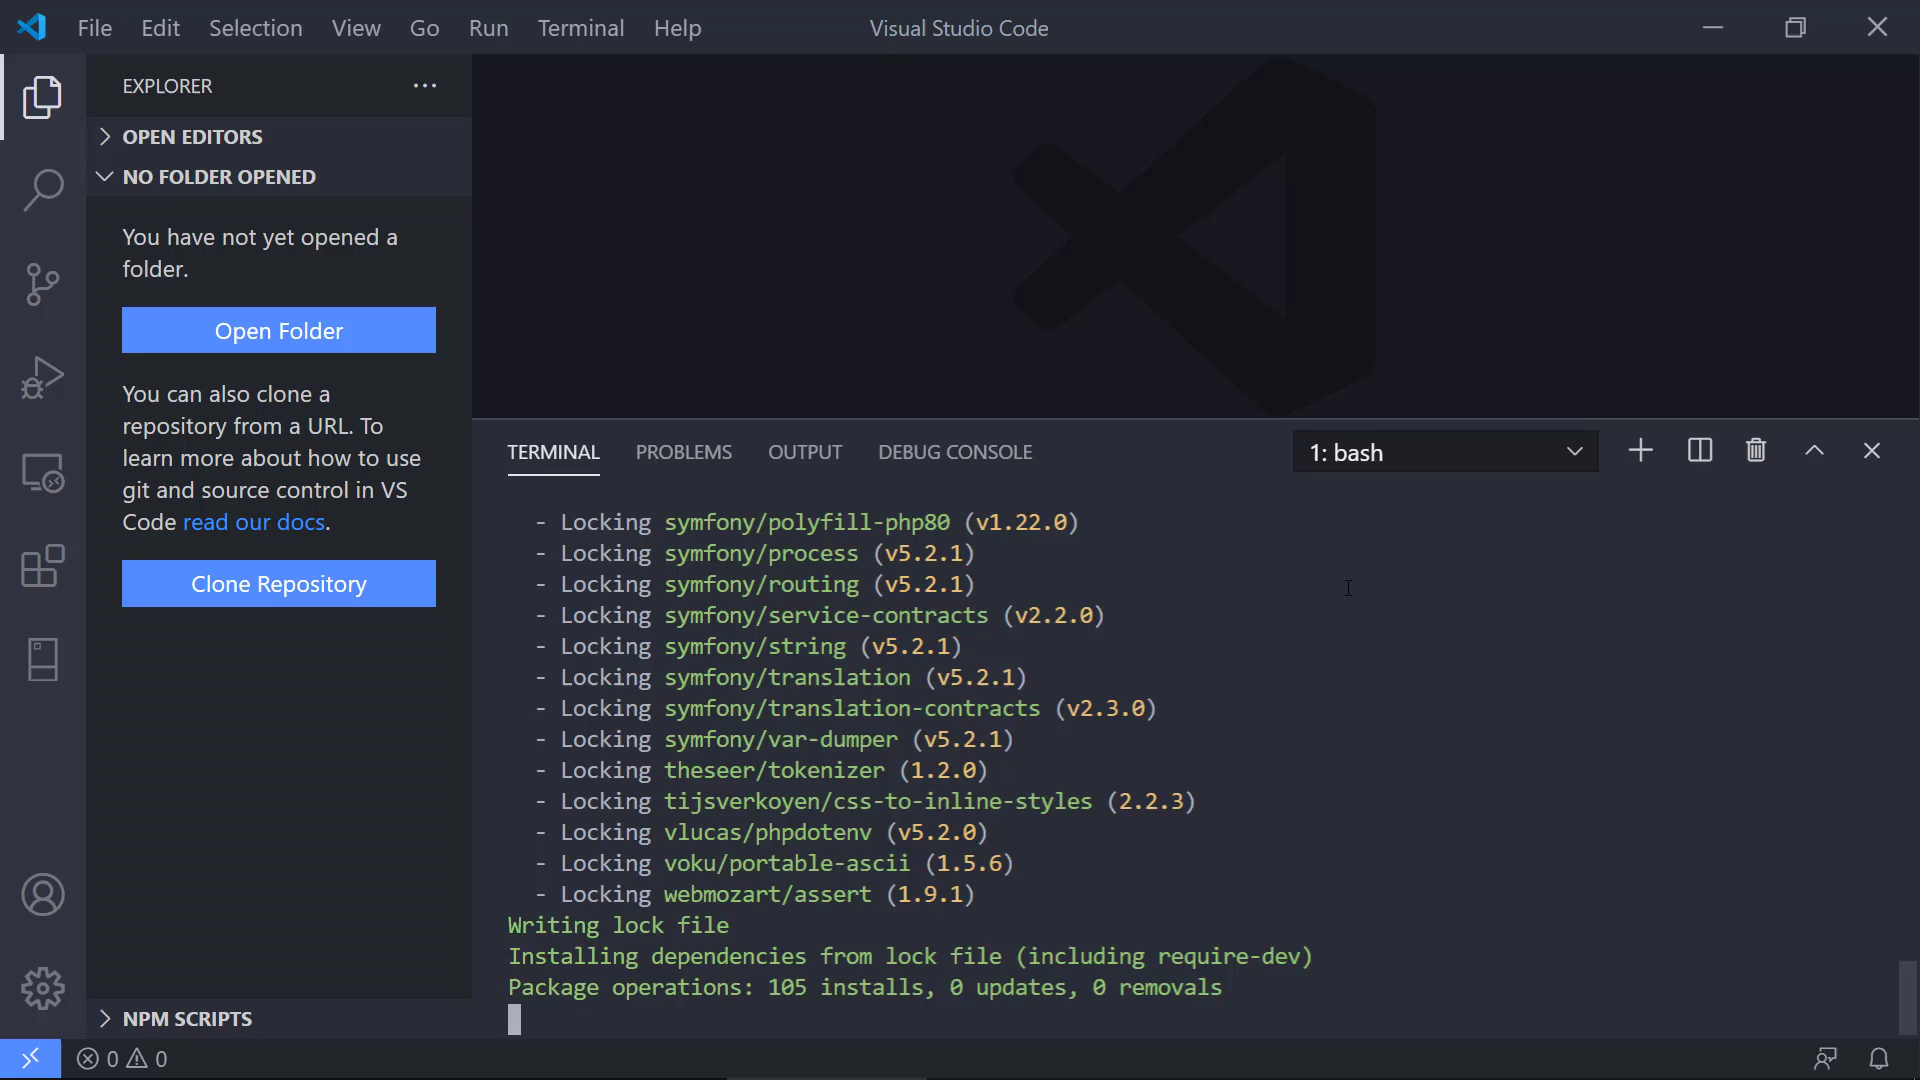 File Edit Selection View Go Run Terminal Help Visual Studio Code
EXPLORER
OPEN EDITORS
NO FOLDER OPENED
You have not yet opened a
folder.
Open Folder
You can also clone a
repository from a URL. To
learn more about how to use
git and source control in VS
Code read our docs.
Clone Repository
NPM SCRIPTS
TERMINAL PROBLEMS OUTPUT DEBUG CONSOLE 1: bash
- Locking symfony/polyfill-php80 (v1.22.0)
- Locking symfony/process (v5.2.1)
- Locking symfony/routing (v5.2.1)
- Locking symfony/service-contracts (v2.2.0)
- Locking symfony/string (v5.2.1)
- Locking symfony/translation (v5.2.1)
- Locking symfony/translation-contracts (v2.3.0)
- Locking symfony/var-dumper (v5.2.1)
- Locking theseer/tokenizer (1.2.0)
- Locking tijsverkoyen/css-to-inline-styles (2.2.3)
- Locking vlucas/phpdotenv (v5.2.0)
- Locking voku/portable-ascii (1.5.6)
- Locking webmozart/assert (1.9.1)
Writing lock file
Installing dependencies from lock file (including require-dev)
Package operations: 105 installs, 0 updates, 0 removals
0 0